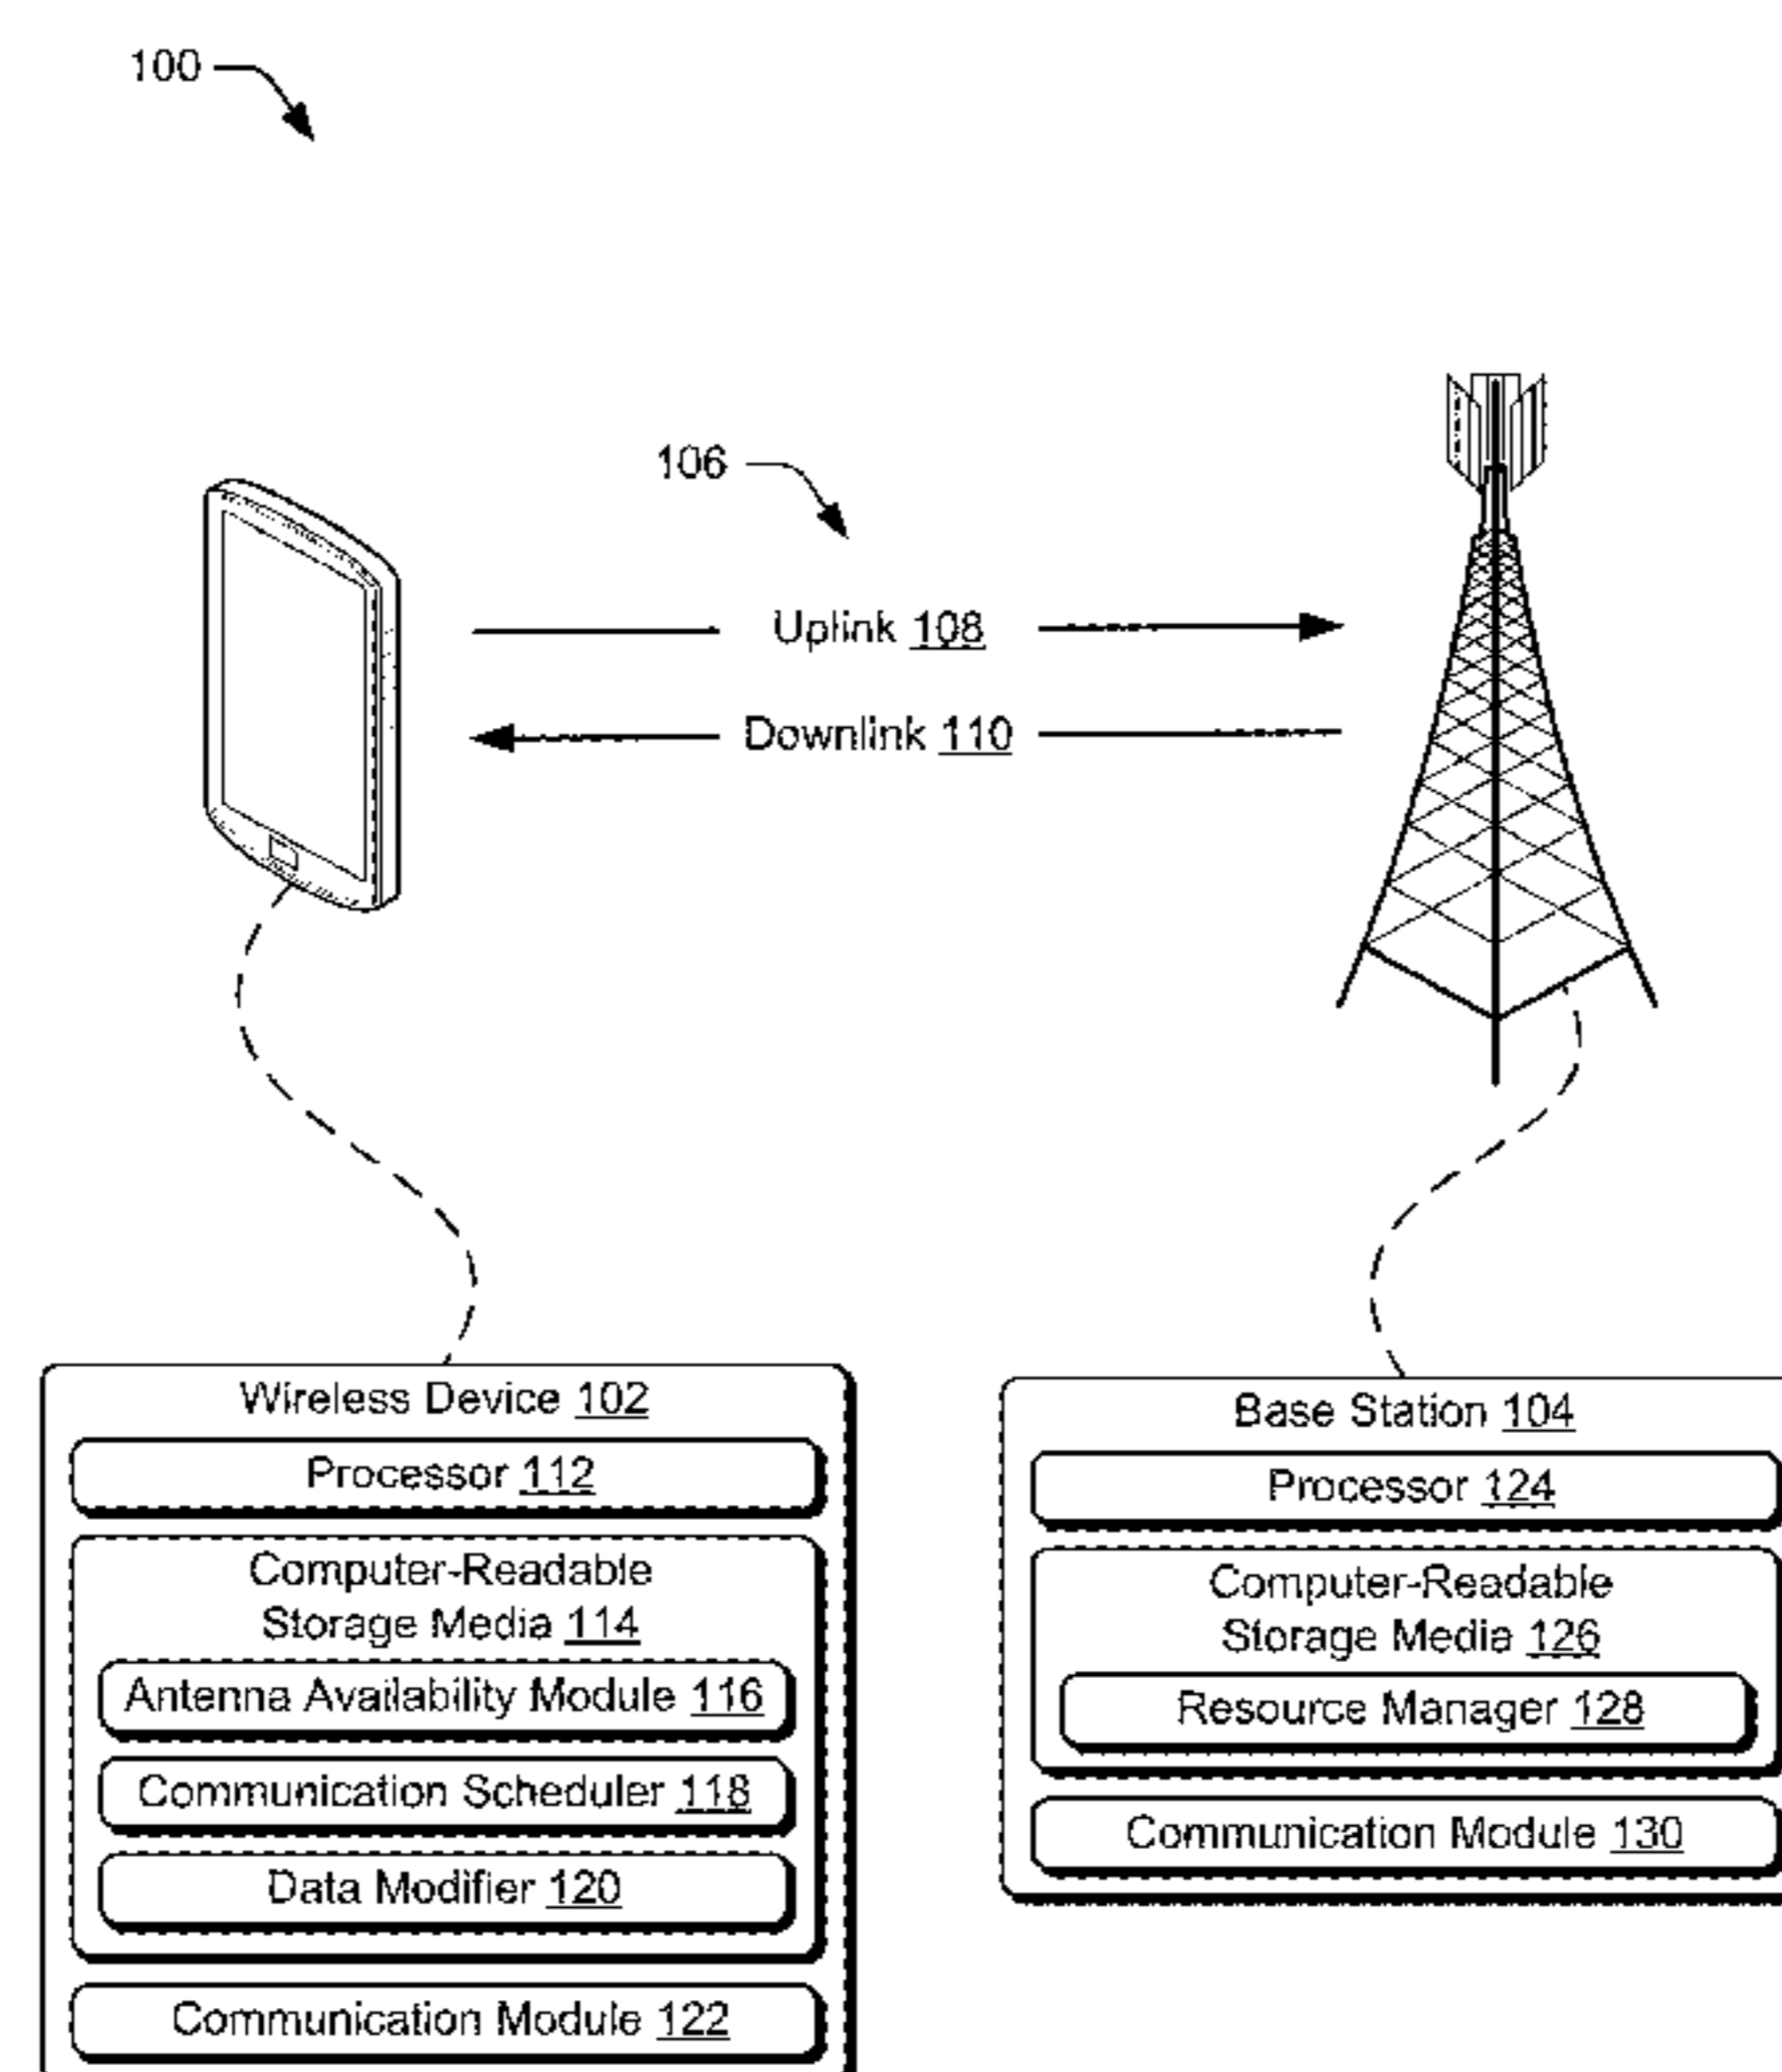 100
106
Uplink 108
Downlink 110
Wireless Device 102
Processor 112
Computer-Readable
Storage Media 114
Antenna Availability Module 116
Communication Scheduler 118
Data Modifier 120
Communication Module 122
Base Station 104
Processor 124
Computer-Readable
Storage Media 126
Resource Manager 128
Communication Module 130